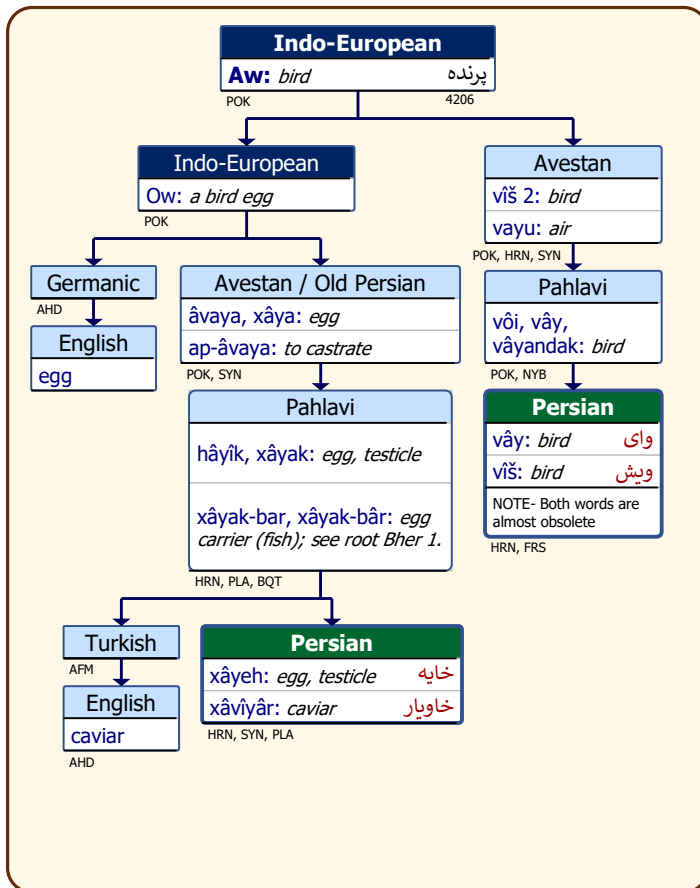 Indo-European
Aw: bird پرنده
POK 4206
Indo-European
Ow: a bird egg
POK
Avestan
vîš 2: bird
vayu: air
POK, HRN, SYN
Germanic
AHD
English
egg
Avestan / Old Persian
âvaya, xâya: egg
ap-âvaya: to castrate
POK, SYN
Pahlavi
vôi, vây,
vâyandak: bird
POK, NYB
Pahlavi
hâyîk, xâyak: egg, testicle
xâyak-bar, xâyak-bâr: egg
carrier (fish); see root Bher 1.
HRN, PLA, BQT
Persian
vây: bird وای
vîš: bird ویش
NOTE- Both words are
almost obsolete
HRN, FRS
Turkish
AFM
English
caviar
AHD
Persian
xâyeh: egg, testicle خایه
xâvîyâr: caviar خاویار
HRN, SYN, PLA